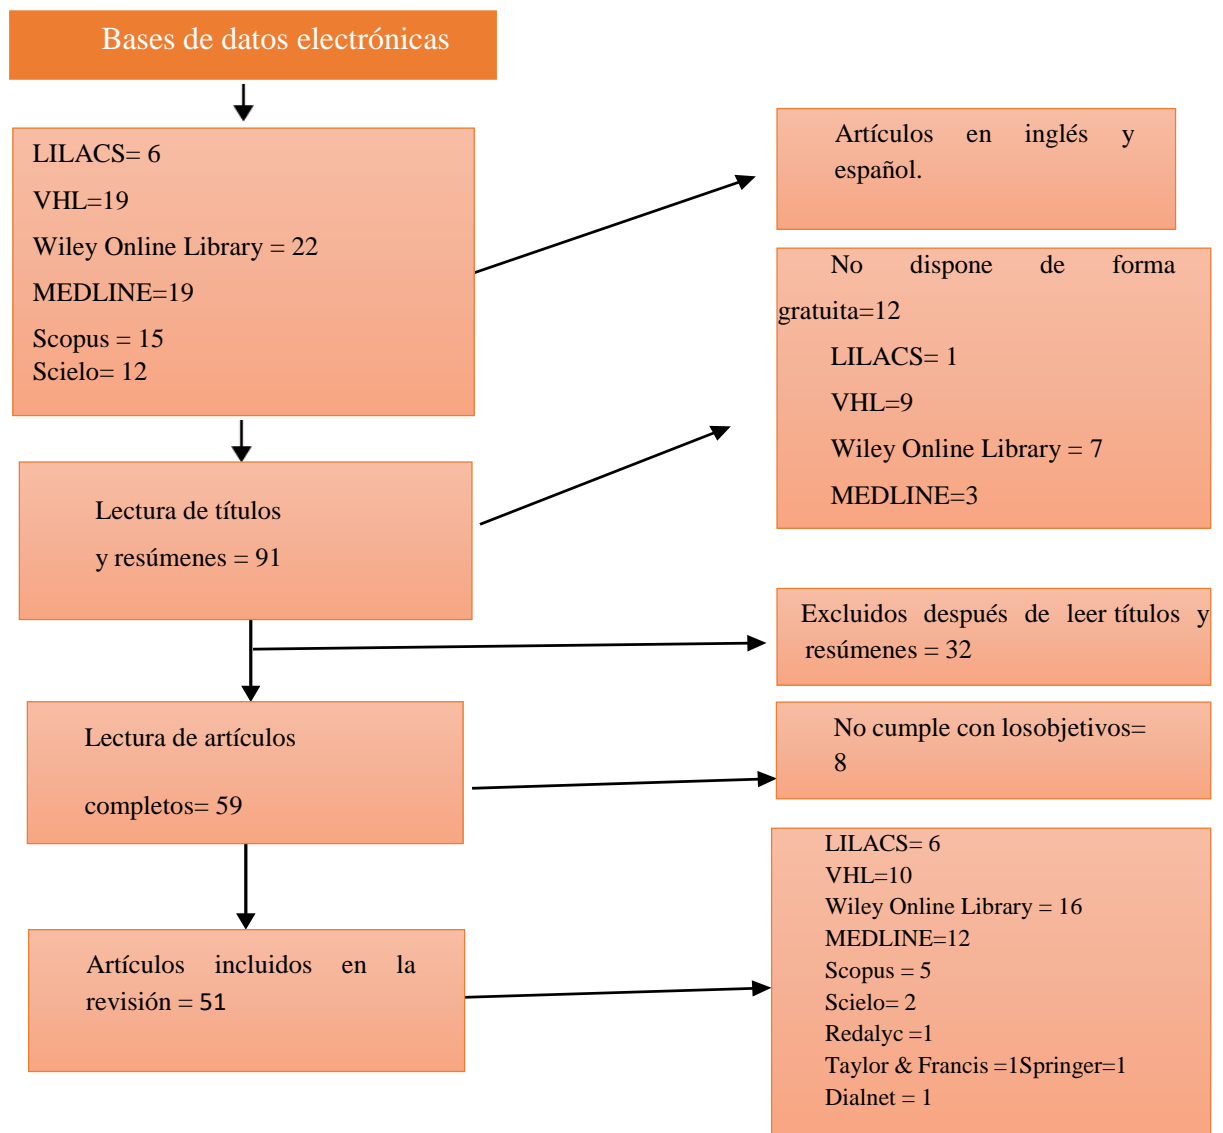 Bases de datos electrónicas
LILACS= 6
VHL=19
Wiley Online Library = 22
MEDLINE=19
Scopus = 15
Scielo= 12
Artículos en inglés y
español.
No dispone de forma
gratuita=12
LILACS= 1
VHL=9
Wiley Online Library = 7
MEDLINE=3
Lectura de títulos
y resúmenes = 91
Excluidos después de leer títulos y
resúmenes = 32
Lectura de artículos
completos= 59
No cumple con losobjetivos=
8
Artículos incluidos en la
revisión = 51
LILACS= 6
VHL=10
Wiley Online Library = 16
MEDLINE=12
Scopus = 5
Scielo= 2
Redalyc =1
Taylor & Francis =1Springer=1
Dialnet = 1